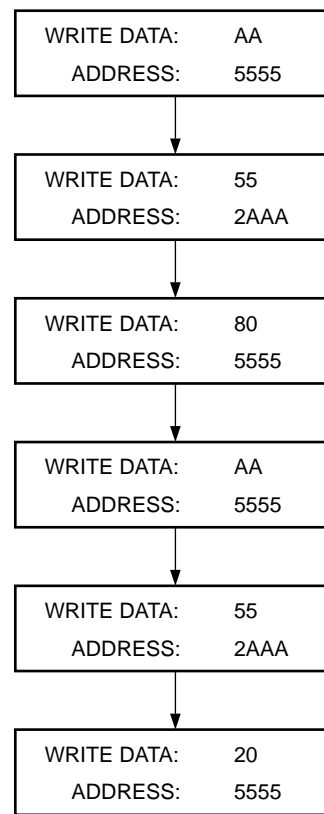 WRITE DATA: AA
ADDRESS: 5555
WRITE DATA: 55
ADDRESS: 2AAA
WRITE DATA: 80
ADDRESS: 5555
WRITE DATA: AA
ADDRESS: 5555
WRITE DATA: 55
ADDRESS: 2AAA
WRITE DATA: 20
ADDRESS: 5555